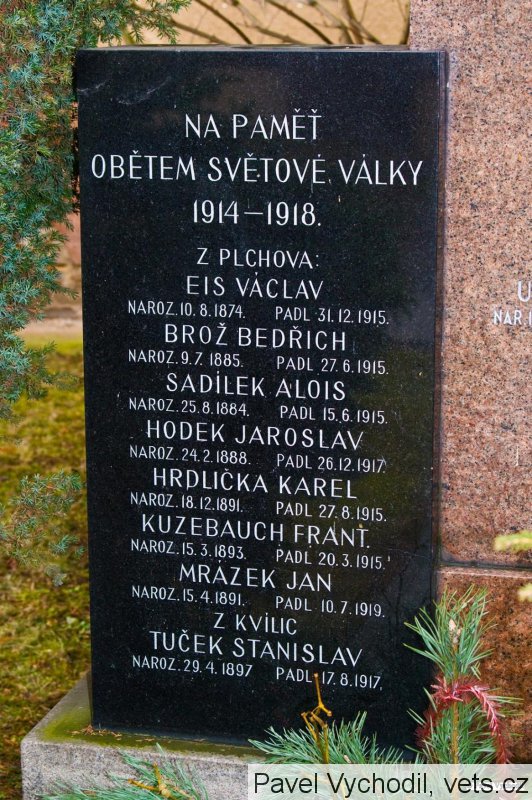 NA PAMĚŤ
OBĚTEM SVĚTOVÉ VÁLKY
1914–1918.
Z PLCHOVA:
EIS VÁCLAV
NAROZ. 10. 8. 1874. PADL 31. 12. 1915.
BROŽ BEDŘICH
NAROZ. 9. 7. 1885. PADL 27. 6. 1915.
SADÍLEK ALOIS
NAROZ. 25. 8. 1884. PADL 15. 6. 1915.
HODEK JAROSLAV
NAROZ. 24. 2. 1888. PADL 26. 12. 1917.
HRDLIČKA KAREL
NAROZ. 18. 12. 1891. PADL 27. 8. 1915.
KUZEBAUCH FRANT.
NAROZ. 15. 3. 1893. PADL 20. 3. 1915.
MRÁZEK JAN
NAROZ. 15. 4. 1891. PADL 10. 7. 1919.
Z KVÍLIC
TUČEK STANISLAV
NAROZ. 29. 4. 1897 PADL 17. 8. 1917.
NAR.
Pavel Vychodil, vets.cz